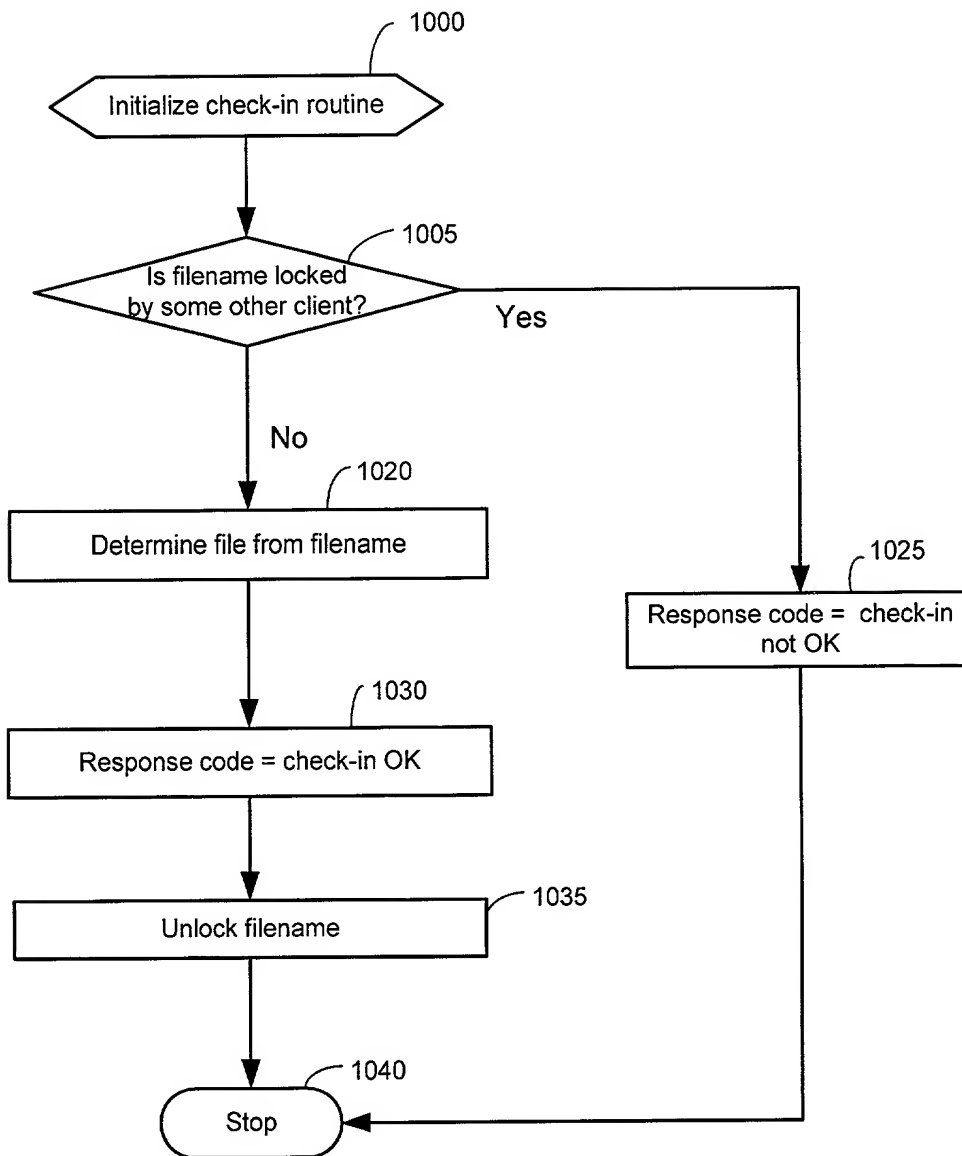 1000
Initialize check-in routine
1005
Is filename locked
by some other client?
Yes
No
1020
Determine file from filename
1025
Response code = check-in
not OK
1030
Response code = check-in OK
1035
Unlock filename
1040
Stop